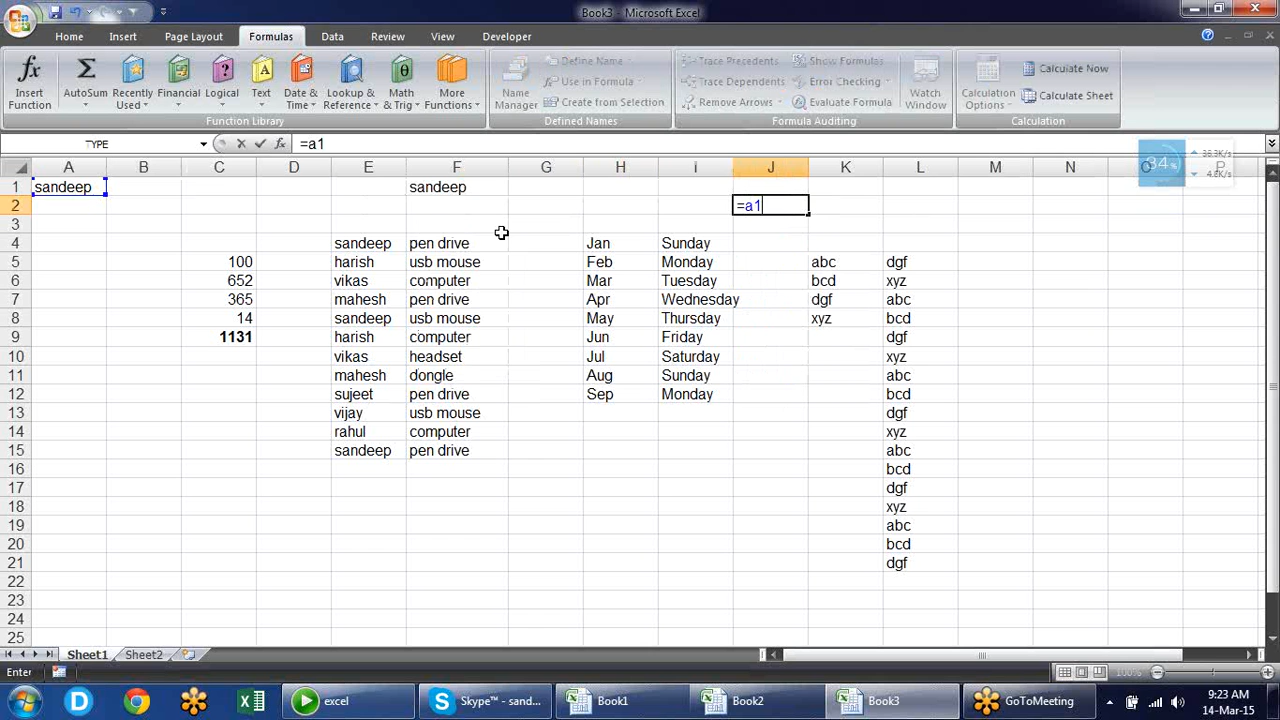 Book3 - Microsoft Excel
Home Insert Page Layout Formulas Data Review View Developer
Insert Function
AutoSum
Recently Used
Financial
Logical
Text
Date & Time
Lookup & Reference
Math & Trig
More Functions
Function Library
Name Manager
Define Name
Use in Formula
Create from Selection
Defined Names
Trace Precedents
Trace Dependents
Remove Arrows
Show Formulas
Error Checking
Evaluate Formula
Formula Auditing
Watch Window
Calculation Options
Calculate Now
Calculate Sheet
Calculation
TYPE =a1
34%
4.8K/s
A B C D E F G H I J K L M N O P
1 sandeep sandeep
2 =a1
3
4 sandeep pen drive Jan Sunday
5 100 harish usb mouse Feb Monday abc dgf
6 652 vikas computer Mar Tuesday bcd xyz
7 365 mahesh pen drive Apr Wednesday dgf abc
8 14 sandeep usb mouse May Thursday xyz bcd
9 1131 harish computer Jun Friday dgf
10 vikas headset Jul Saturday xyz
11 mahesh dongle Aug Sunday abc
12 sujeet pen drive Sep Monday bcd
13 vijay usb mouse dgf
14 rahul computer xyz
15 sandeep pen drive abc
16 bcd
17 dgf
18 xyz
19 abc
20 bcd
21 dgf
22
23
24
25
Sheet1 Sheet2
Enter 100%
excel Skype™ - sand... Book1 Book2 Book3 GoToMeeting
9:23 AM
14-Mar-15